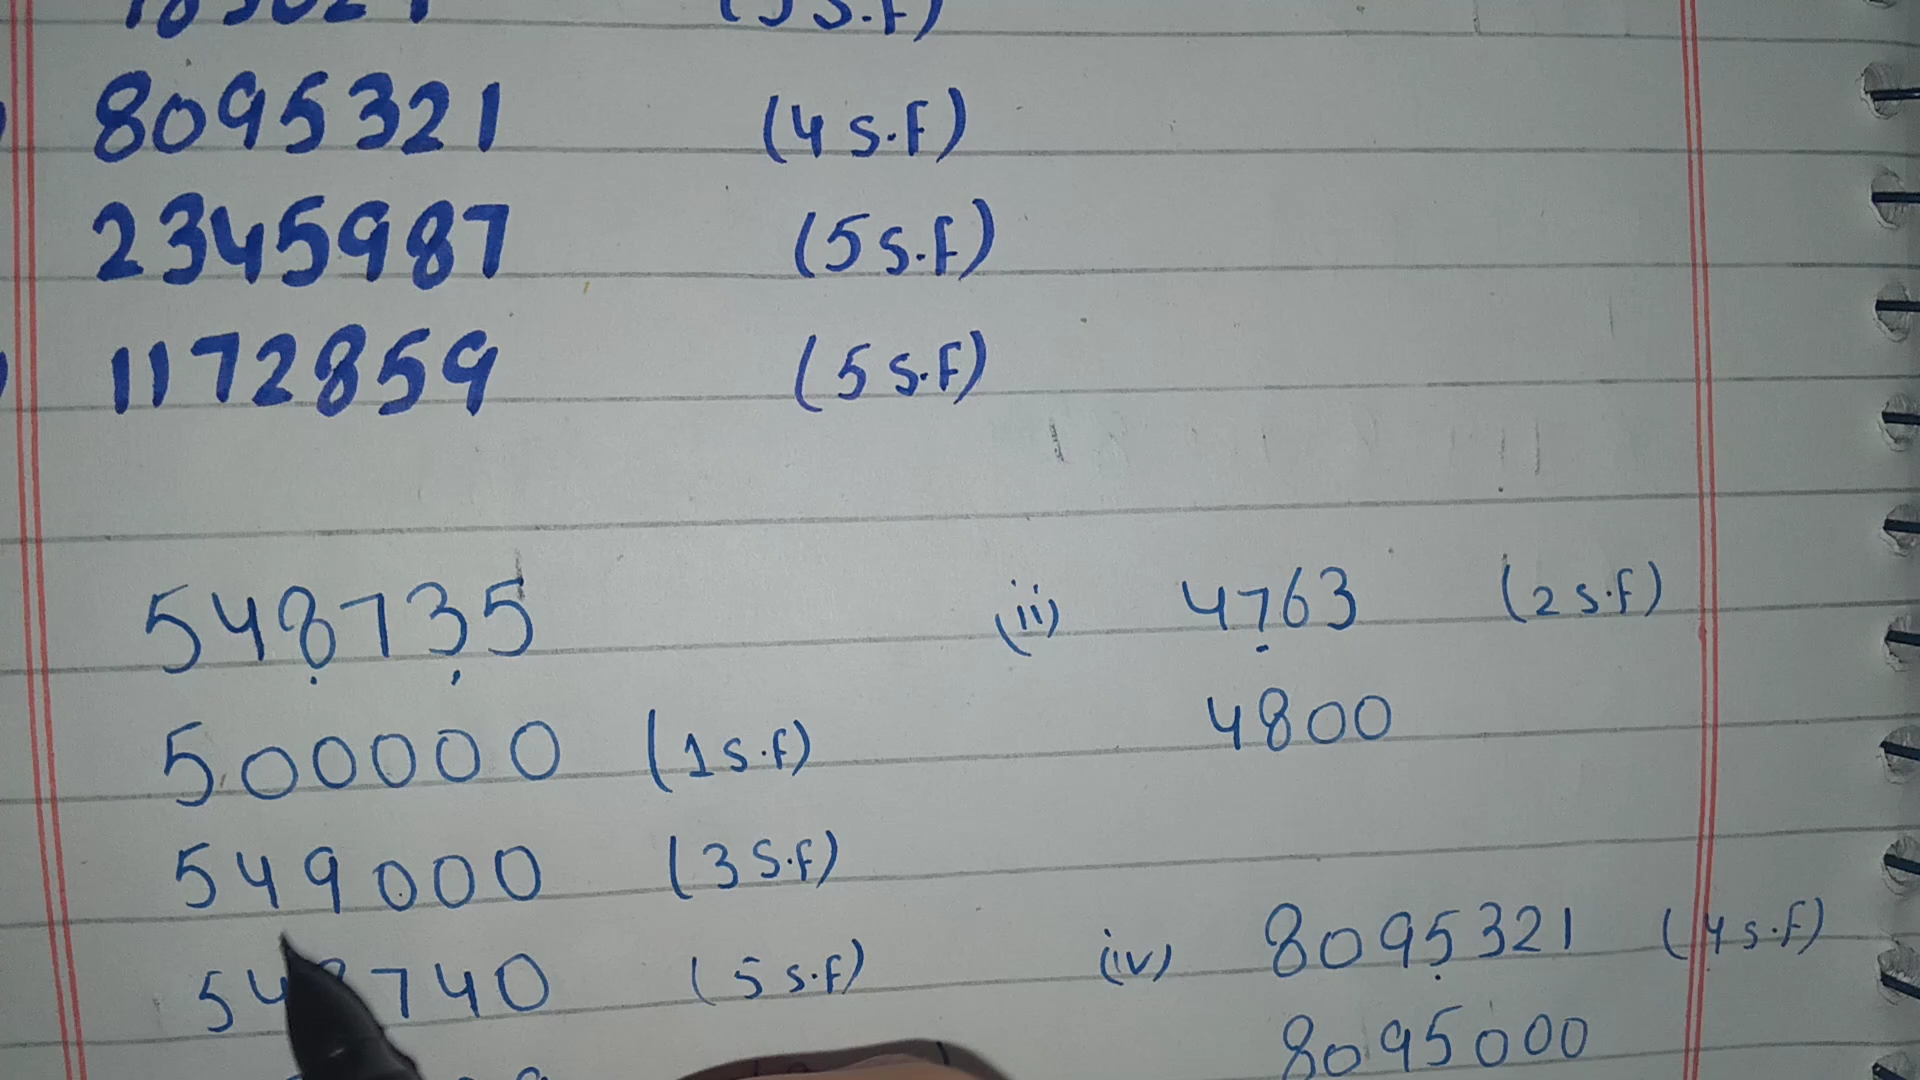 8095321 (4 S.F)
2345987 (5 S.F)
1172859 (5 S.F)
548735 (ii) 4763 (2 S.F)
500000 (1 S.F) 4800
549000 (3 S.F)
(iv) 8095321 (4 S.F)
740 (5 S.F)
8095000